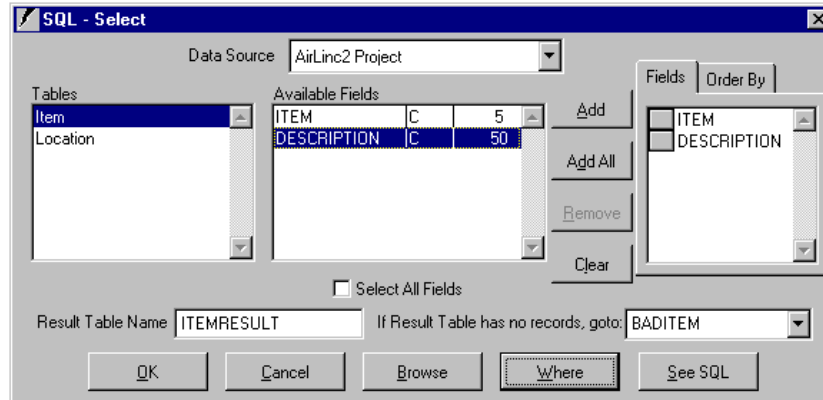 SQL - Select
Data Source AirLinc2 Project
Tables
Item
Location
Available Fields
ITEM C 5
DESCRIPTION C 50
Add
Add All
Remove
Clear
Fields Order By
ITEM
DESCRIPTION
Select All Fields
Result Table Name ITEMRESULT If Result Table has no records, goto: BADITEM
OK Cancel Browse Where See SQL